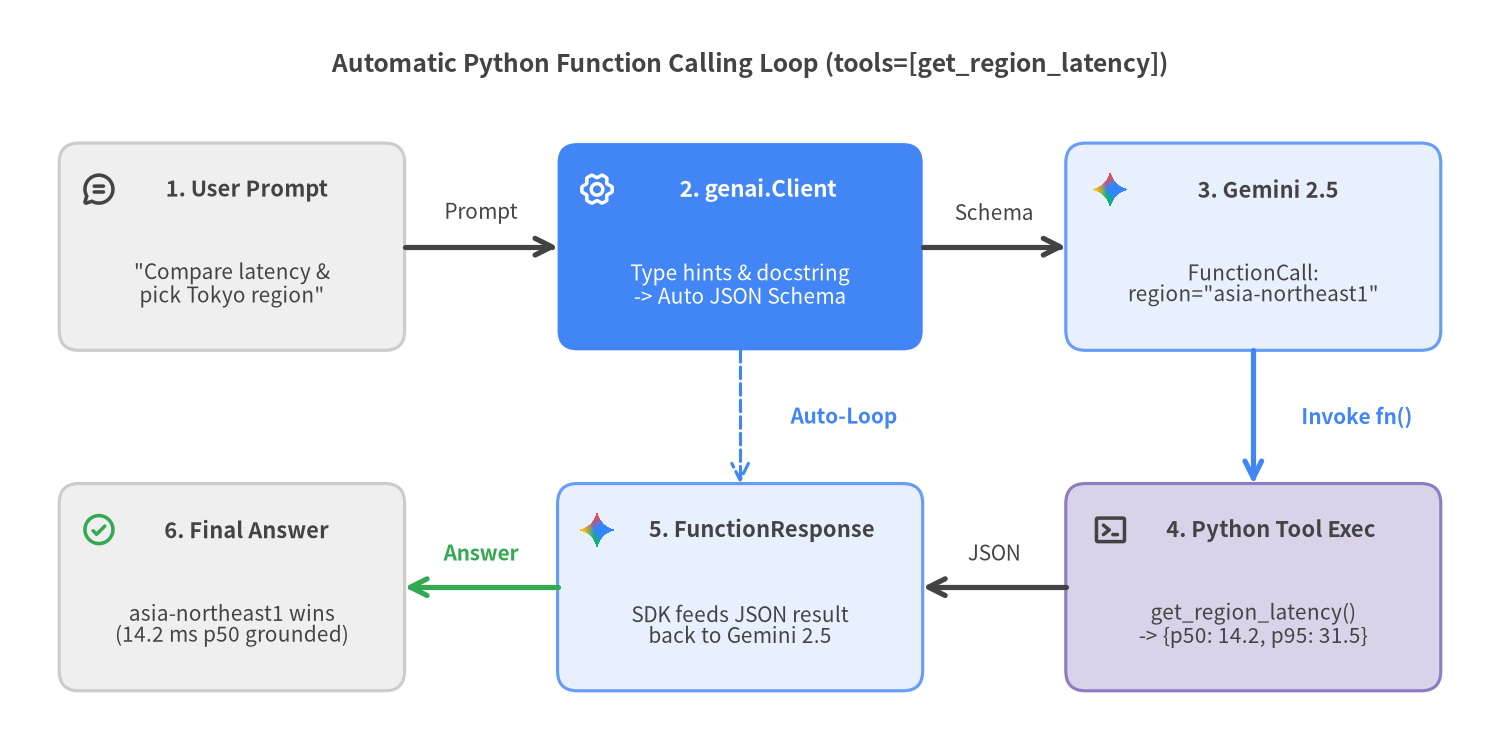 Automatic Python Function Calling Loop (tools=[get_region_latency])
1. User Prompt
"Compare latency &
pick Tokyo region"
Prompt
2. genai.Client
Type hints & docstring
-> Auto JSON Schema
Schema
3. Gemini 2.5
FunctionCall:
region="asia-northeast1"
Auto-Loop
Invoke fn()
4. Python Tool Exec
get_region_latency()
-> {p50: 14.2, p95: 31.5}
JSON
5. FunctionResponse
SDK feeds JSON result
back to Gemini 2.5
Answer
6. Final Answer
asia-northeast1 wins
(14.2 ms p50 grounded)